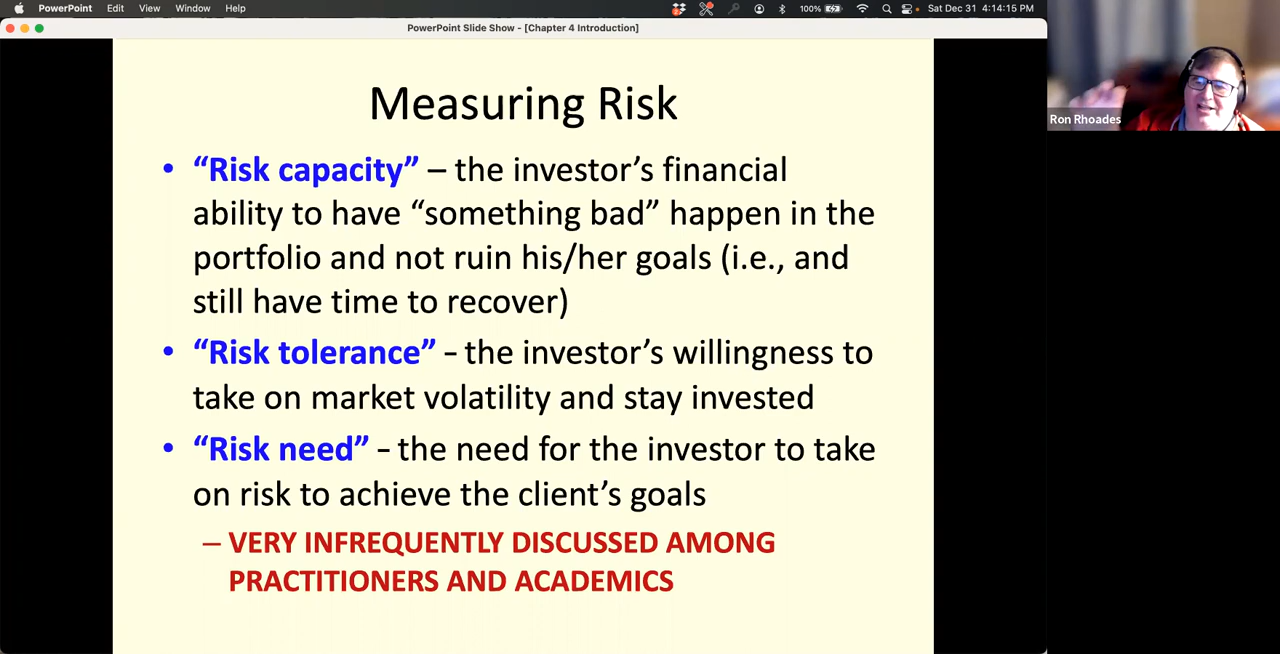 PowerPoint Edit View Window Help 100% Sat Dec 31 4:14:15 PM
PowerPoint Slide Show - [Chapter 4 Introduction]
Measuring Risk
• “Risk capacity” – the investor’s financial
ability to have “something bad” happen in the
portfolio and not ruin his/her goals (i.e., and
still have time to recover)
• “Risk tolerance” - the investor’s willingness to
take on market volatility and stay invested
• “Risk need” - the need for the investor to take
on risk to achieve the client’s goals
– VERY INFREQUENTLY DISCUSSED AMONG
PRACTITIONERS AND ACADEMICS
Ron Rhoades